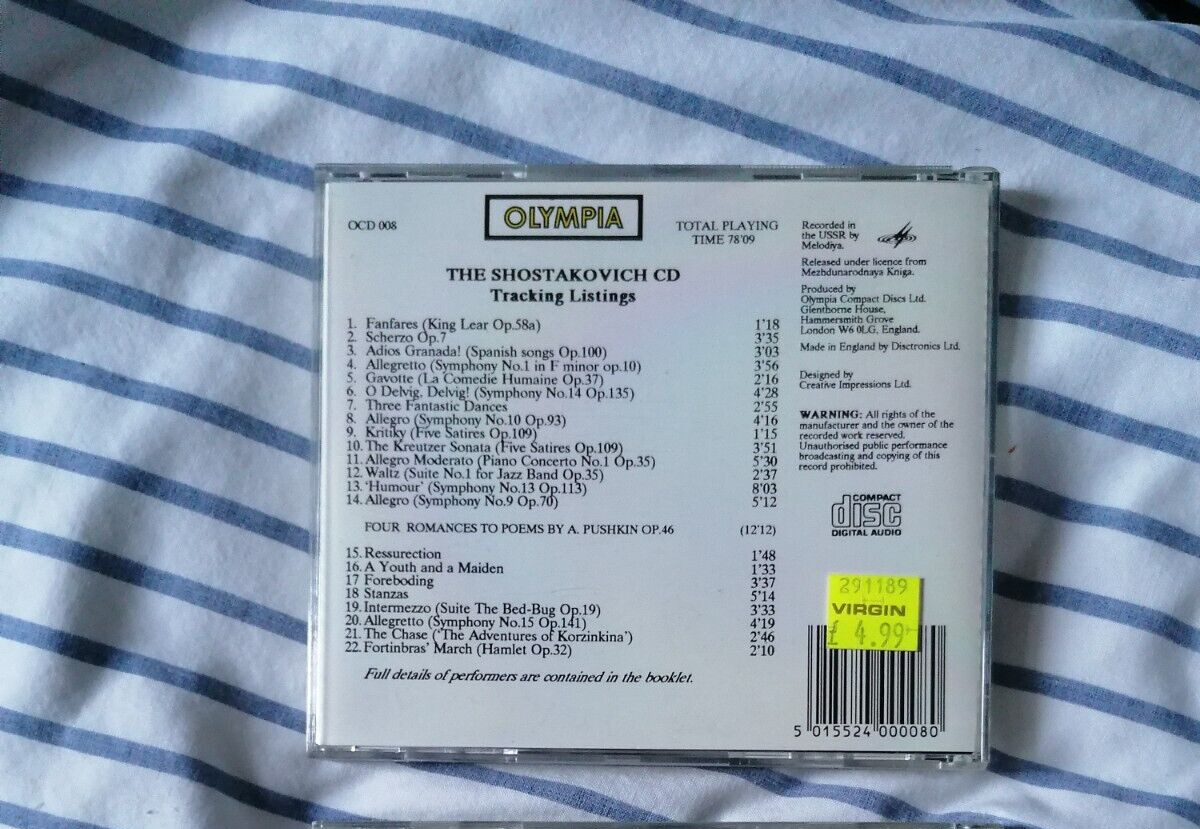 OCD 008
OLYMPIA
TOTAL PLAYING
TIME 78'09
THE SHOSTAKOVICH CD
Tracking Listings
1. Fanfares (King Lear Op.58a) 1'18
2. Scherzo Op.7 3'35
3. Adios Granada! (Spanish songs Op.100) 3'03
4. Allegretto (Symphony No.1 in F minor op.10) 3'56
5. Gavotte (La Comedie Humaine Op.37) 2'16
6. O Delvig, Delvig! (Symphony No.14 Op.135) 4'28
7. Three Fantastic Dances 2'55
8. Allegro (Symphony No.10 Op.93) 4'16
9. Kritiky (Five Satires Op.109) 1'15
10. The Kreutzer Sonata (Five Satires Op.109) 3'51
11. Allegro Moderato (Piano Concerto No.1 Op.35) 5'30
12. Waltz (Suite No.1 for Jazz Band Op.35) 2'37
13. 'Humour' (Symphony No.13 Op.113) 8'03
14. Allegro (Symphony No.9 Op.70) 5'12
FOUR ROMANCES TO POEMS BY A. PUSHKIN OP.46 (12'12)
15. Ressurection 1'48
16. A Youth and a Maiden 1'33
17 Foreboding 3'37
18 Stanzas 5'14
19. Intermezzo (Suite The Bed-Bug Op.19) 3'33
20. Allegretto (Symphony No.15 Op.141) 4'19
21. The Chase ('The Adventures of Korzinkina') 2'46
22. Fortinbras' March (Hamlet Op.32) 2'10
Full details of performers are contained in the booklet.
Recorded in
the USSR by
Melodiya.
Released under licence from
Mezhdunarodnaya Kniga.
Produced by
Olympia Compact Discs Ltd.
Glenthorne House,
Hammersmith Grove
London W6 0LG, England.
Made in England by Disctronics Ltd.
Designed by
Creative Impressions Ltd.
WARNING: All rights of the
manufacturer and the owner of the
recorded work reserved.
Unauthorised public performance
broadcasting and copying of this
record prohibited.
COMPACT
disc
DIGITAL AUDIO
291189
VIRGIN
£ 4.99
5 015524 000080